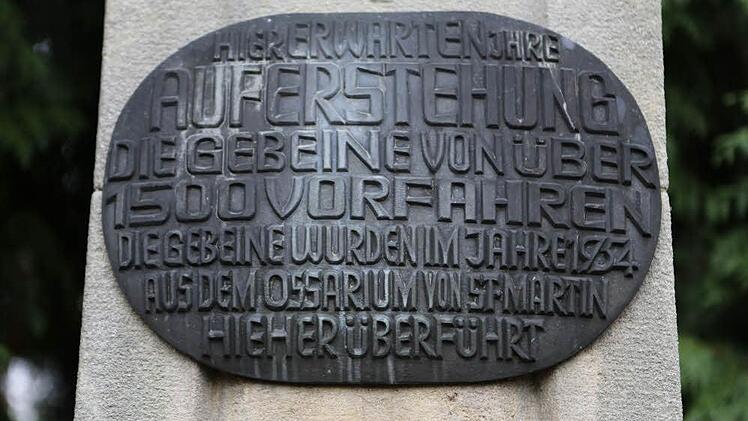 HIER ERWARTEN IHRE
AUFERSTEHUNG
DIE GEBEINE VON ÜBER
1500 VORFAHREN
DIE GEBEINE WURDEN IM JAHRE 1934
AUS DEM OSSARIUM VON ST. MARTIN
HIEHER ÜBERFÜHRT